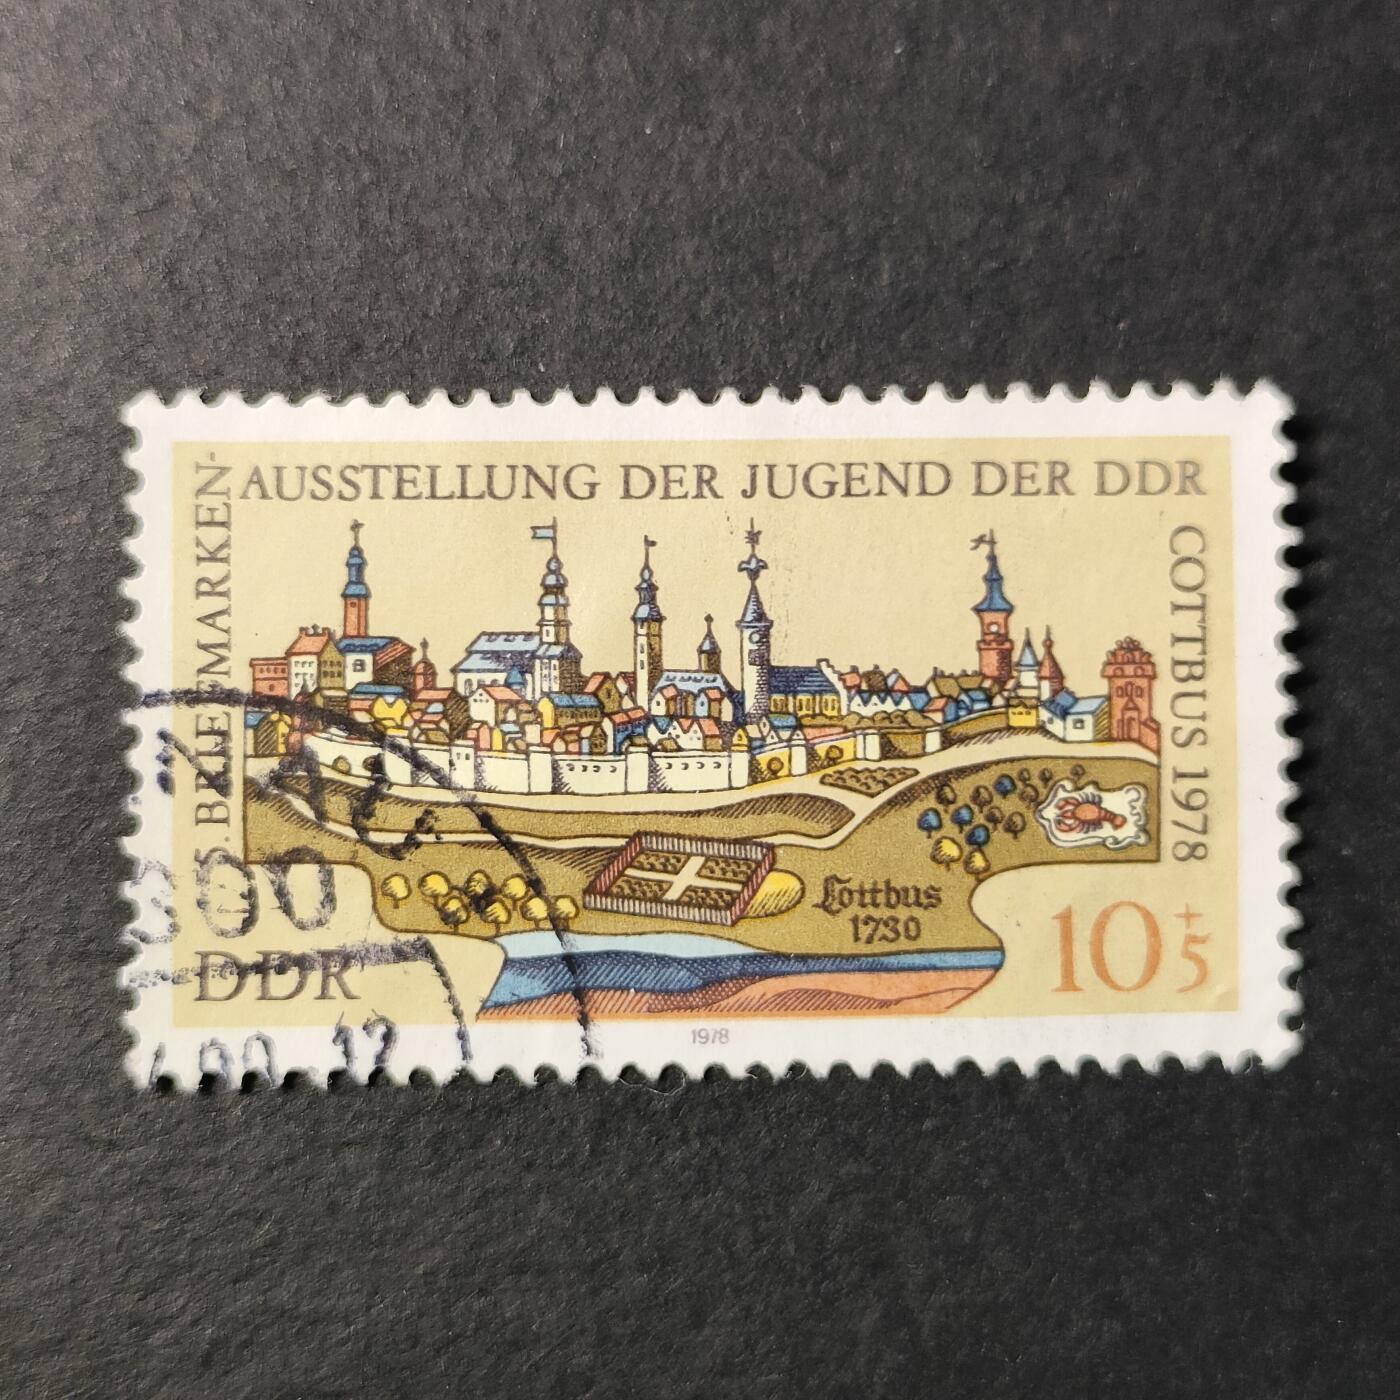 5. BRIEFMARKEN-
AUSSTELLUNG DER JUGEND DER DDR
COTTBUS 1978
Cottbus
1730
DDR
10+5
1978